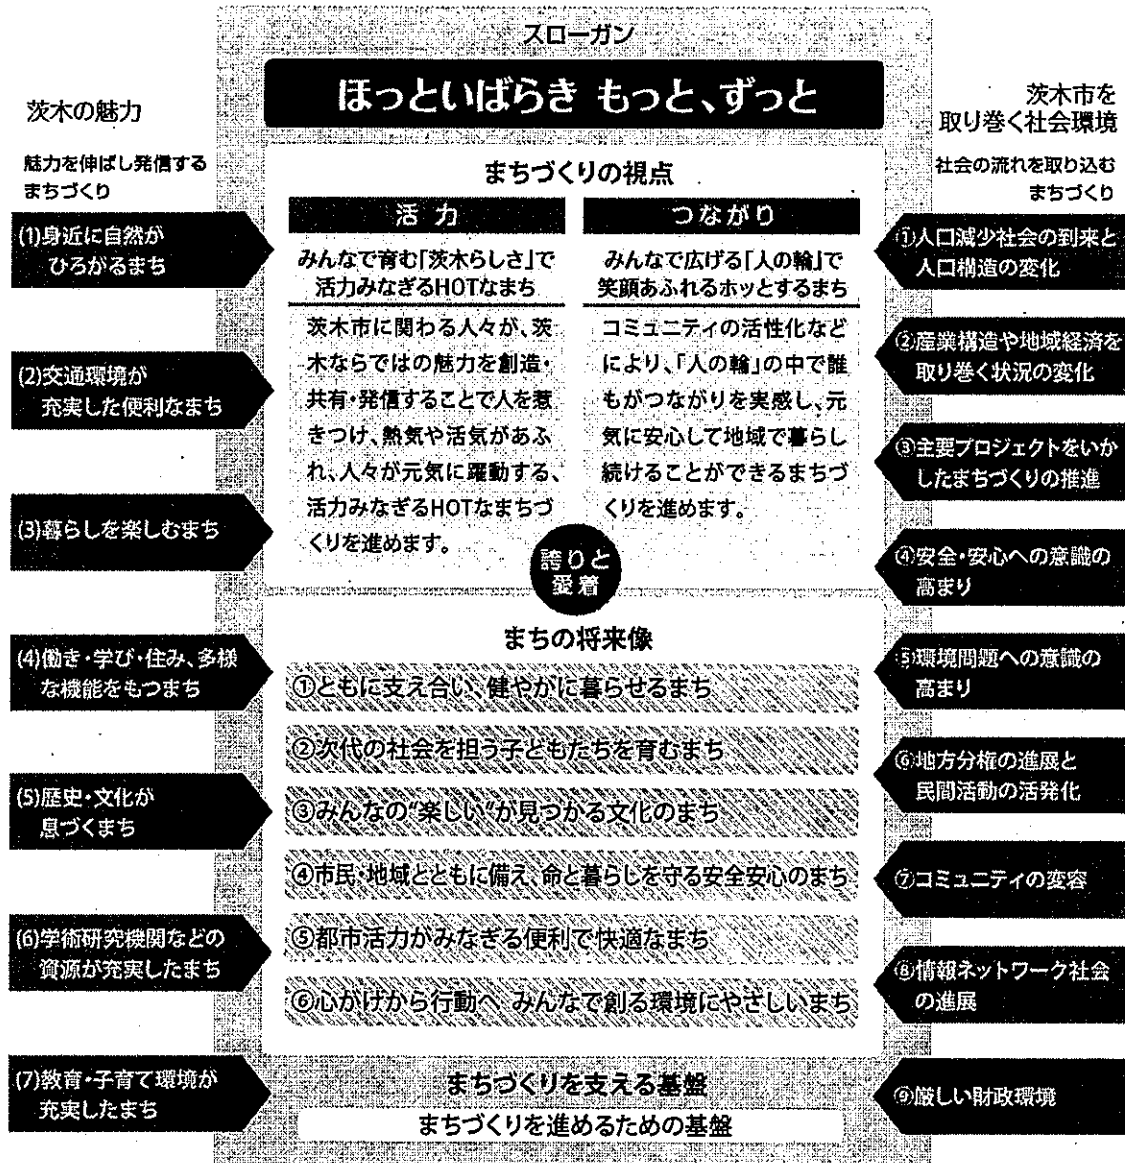 スローガン
ほっといばらき もっと、ずっと
茨木の魅力
魅力を伸ばし発信する
まちづくり
(1)身近に自然が
ひろがるまち
(2)交通環境が
充実した便利なまち
(3)暮らしを楽しむまち
(4)働き・学び・住み、多様
な機能をもつまち
(5)歴史・文化が
息づくまち
(6)学術研究機関などの
資源が充実したまち
(7)教育・子育て環境が
充実したまち
まちづくりの視点
活力
みんなで育む「茨木らしさ」で
活力みなぎるHOTなまち
茨木市に関わる人々が、茨
木ならではの魅力を創造・
共有・発信することで人を惹
きつけ、熱気や活気があふ
れ、人々が元気に躍動する、
活力みなぎるHOTなまちづ
くりを進めます。
つながり
みんなで広げる「人の輪」で
笑顔あふれるホッとするまち
コミュニティの活性化など
により、「人の輪」の中で誰
もがつながりを実感し、元
気に安心して地域で暮らし
続けることができるまちづ
くりを進めます。
誇りと
愛着
まちの将来像
①ともに支え合い、健やかに暮らせるまち
②次代の社会を担う子どもたちを育むまち
③みんなの“楽しい”が見つかる文化のまち
④市民・地域とともに備え、命と暮らしを守る安全安心のまち
⑤都市活力がみなぎる便利で快適なまち
⑥心がけから行動へ みんなで創る環境にやさしいまち
まちづくりを支える基盤
まちづくりを進めるための基盤
茨木市を
取り巻く社会環境
社会の流れを取り込む
まちづくり
①人口減少社会の到来と
人口構造の変化
②産業構造や地域経済を
取り巻く状況の変化
③主要プロジェクトをいか
したまちづくりの推進
④安全・安心への意識の
高まり
⑤環境問題への意識の
高まり
⑥地方分権の進展と
民間活動の活発化
⑦コミュニティの変容
⑧情報ネットワーク社会
の進展
⑨厳しい財政環境